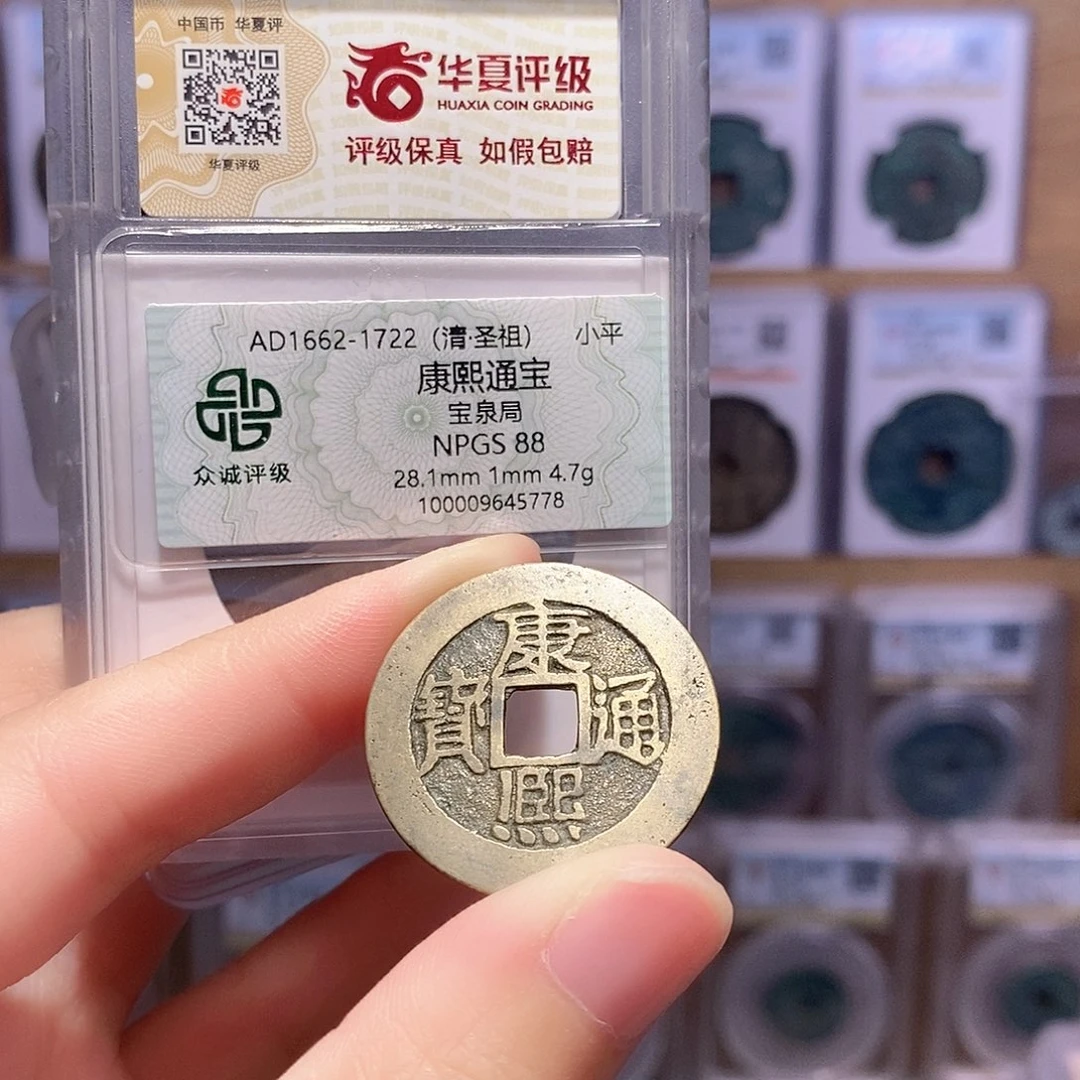 中国币 华夏评
华夏评级
华夏评级
HUAXIA COIN GRADING
评级保真 如假包赔
AD1662-1722（清·圣祖） 小平
康熙通宝
宝泉局
NPGS 88
28.1mm 1mm 4.7g
100009645778
众诚评级
康
寳 通
熙